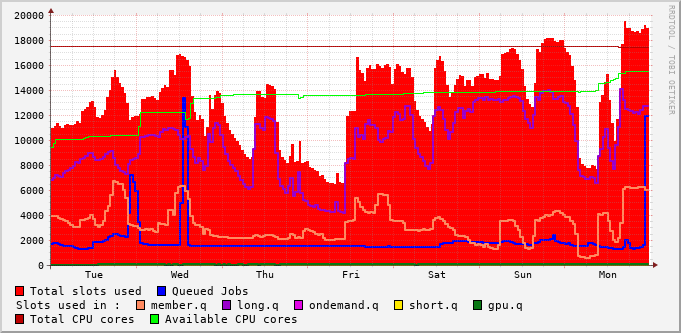 RRDTOOL / TOBI OETIKER
20000
18000
16000
14000
12000
10000
8000
6000
4000
2000
0
Tue Wed Thu Fri Sat Sun Mon
Total slots used Queued Jobs
Slots used in : member.q long.q ondemand.q short.q gpu.q
Total CPU cores Available CPU cores